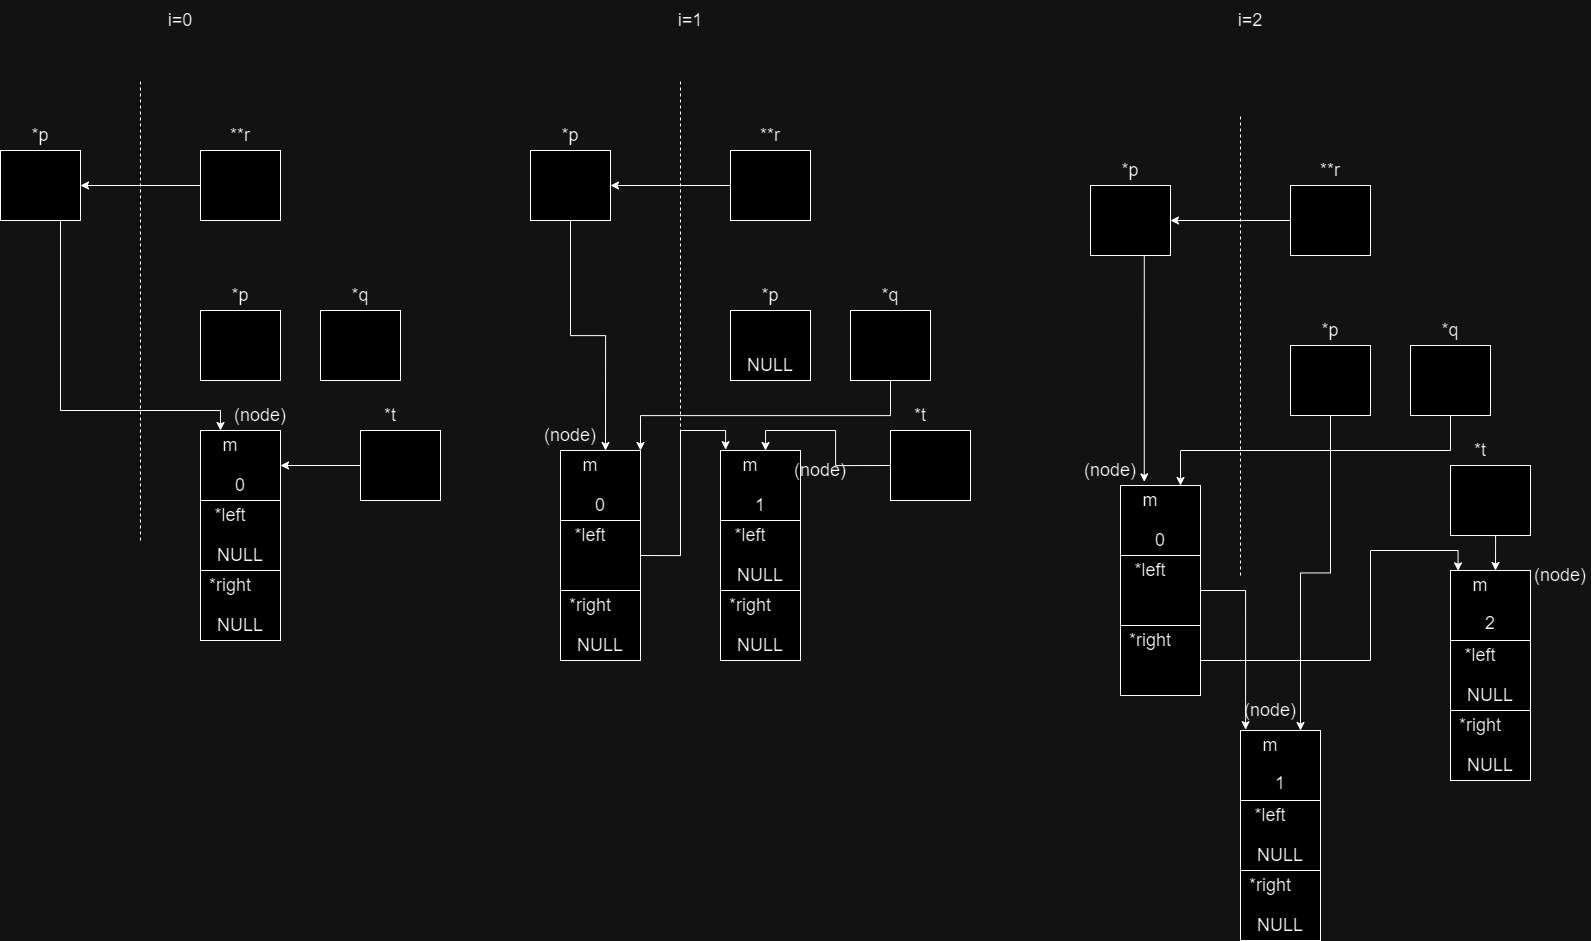 i=0
*p
**r
*p
*q
(node)
*t
m
0
*left
NULL
*right
NULL
i=1
*p
**r
*p
*q
NULL
(node)
*t
m
0
*left
*right
NULL
m
(node)
1
*left
NULL
*right
NULL
i=2
*p
**r
*p
*q
*t
(node)
m
0
*left
*right
(node)
m
2
*left
NULL
*right
NULL
(node)
m
1
*left
NULL
*right
NULL